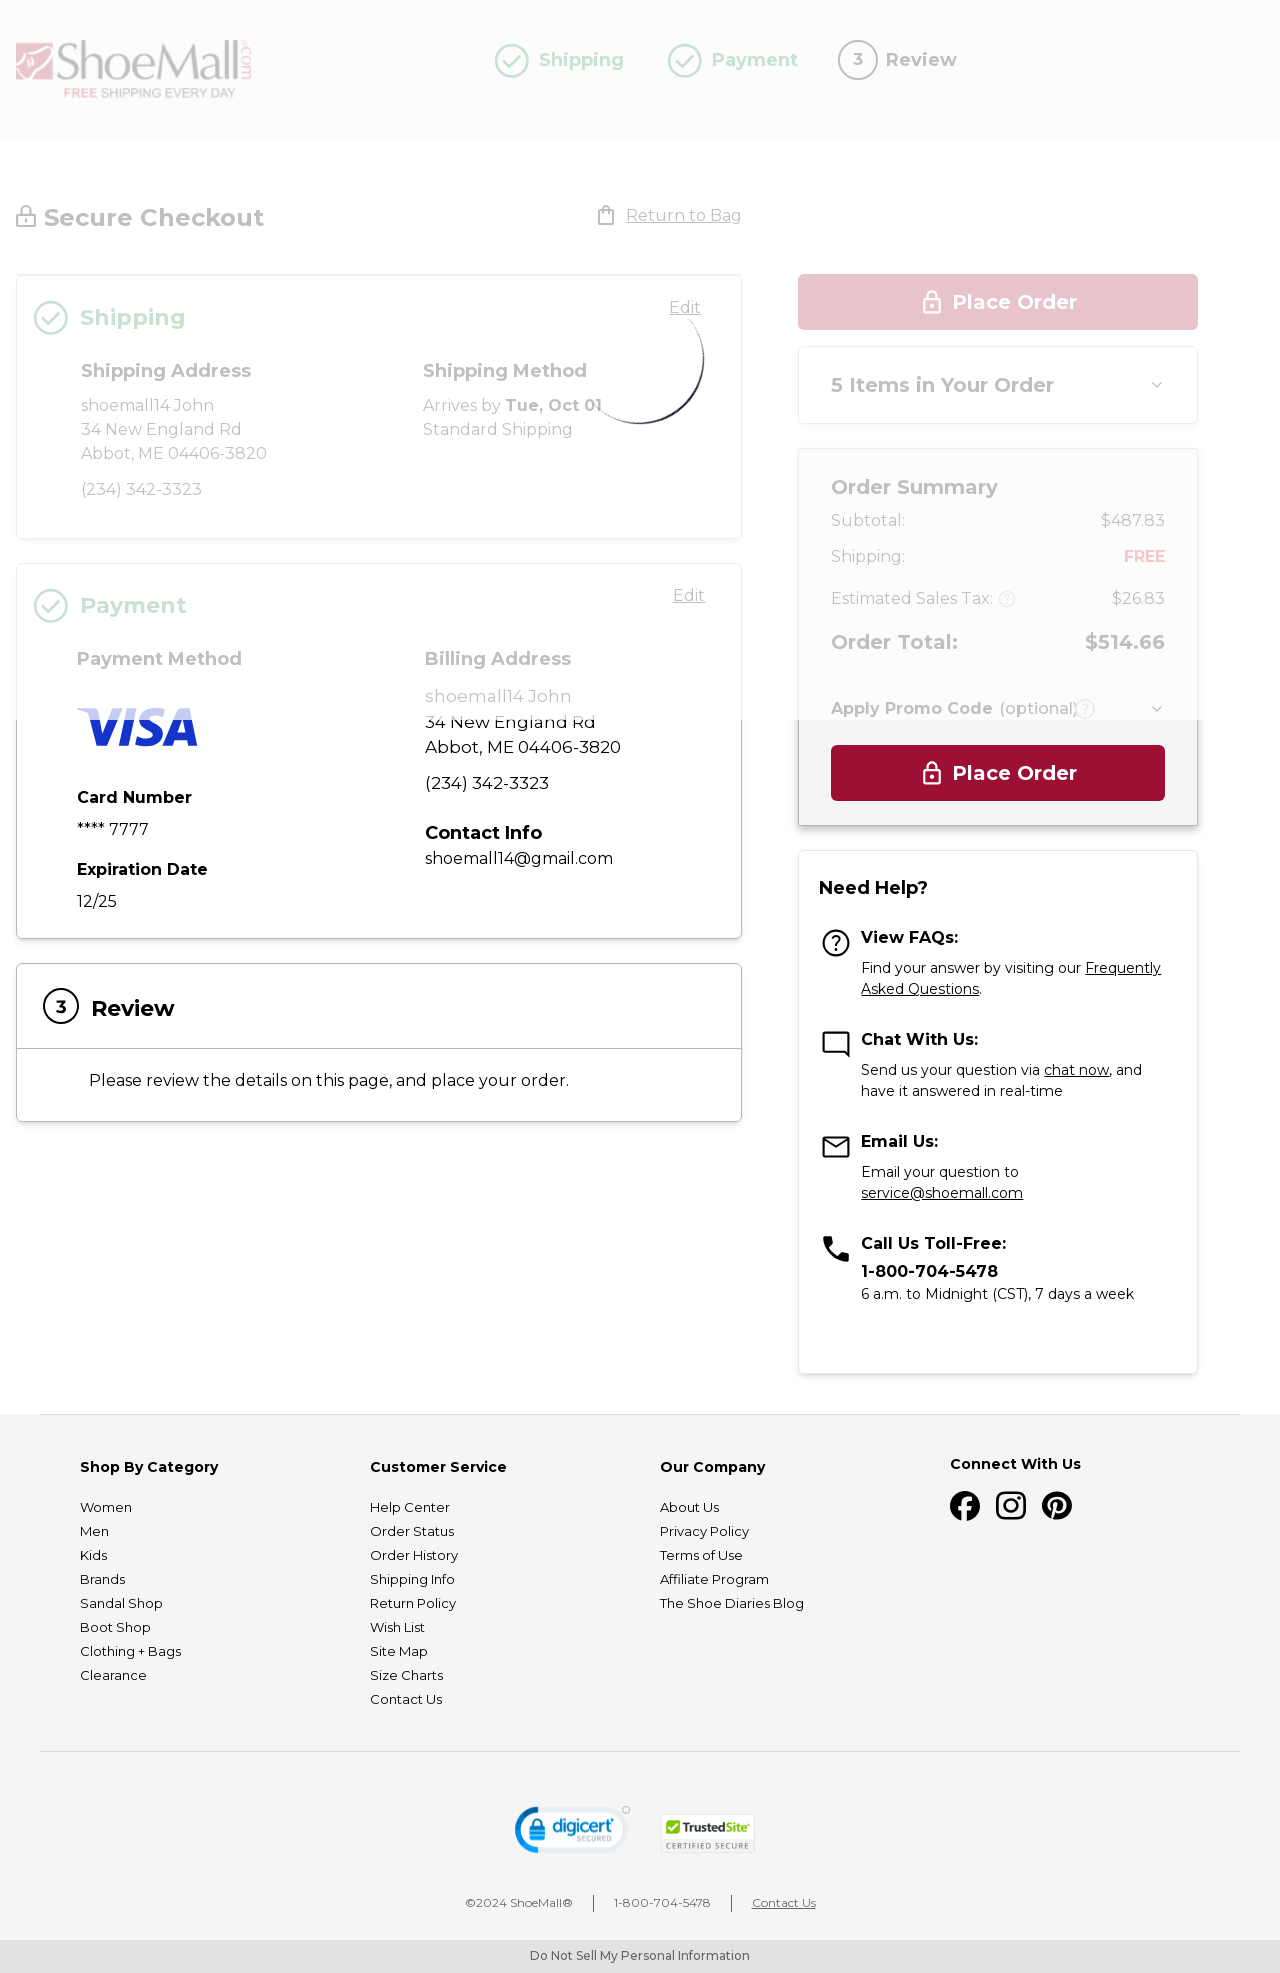 ShoeMall.com
FREE SHIPPING EVERY DAY
Shipping
Payment
3 Review
Secure Checkout
Return to Bag
Shipping
Edit
Shipping Address
shoemall14 John
34 New England Rd
Abbot, ME 04406-3820
(234) 342-3323
Shipping Method
Arrives by Tue, Oct 01
Standard Shipping
Payment
Edit
Payment Method
VISA
Card Number
**** 7777
Expiration Date
12/25
Billing Address
shoemall14 John
34 New England Rd
Abbot, ME 04406-3820
(234) 342-3323
Contact Info
shoemall14@gmail.com
3 Review
Please review the details on this page, and place your order.
Place Order
5 Items in Your Order
Order Summary
Subtotal: $487.83
Shipping: FREE
Estimated Sales Tax: ? $26.83
Order Total: $514.66
Apply Promo Code (optional) ?
Place Order
Need Help?
View FAQs:
Find your answer by visiting our Frequently
Asked Questions.
Chat With Us:
Send us your question via chat now, and
have it answered in real-time
Email Us:
Email your question to
service@shoemall.com
Call Us Toll-Free:
1-800-704-5478
6 a.m. to Midnight (CST), 7 days a week
Shop By Category
Women
Men
Kids
Brands
Sandal Shop
Boot Shop
Clothing + Bags
Clearance
Customer Service
Help Center
Order Status
Order History
Shipping Info
Return Policy
Wish List
Site Map
Size Charts
Contact Us
Our Company
About Us
Privacy Policy
Terms of Use
Affiliate Program
The Shoe Diaries Blog
Connect With Us
digicert
SECURED
TrustedSite
CERTIFIED SECURE
©2024 ShoeMall®
1-800-704-5478
Contact Us
Do Not Sell My Personal Information